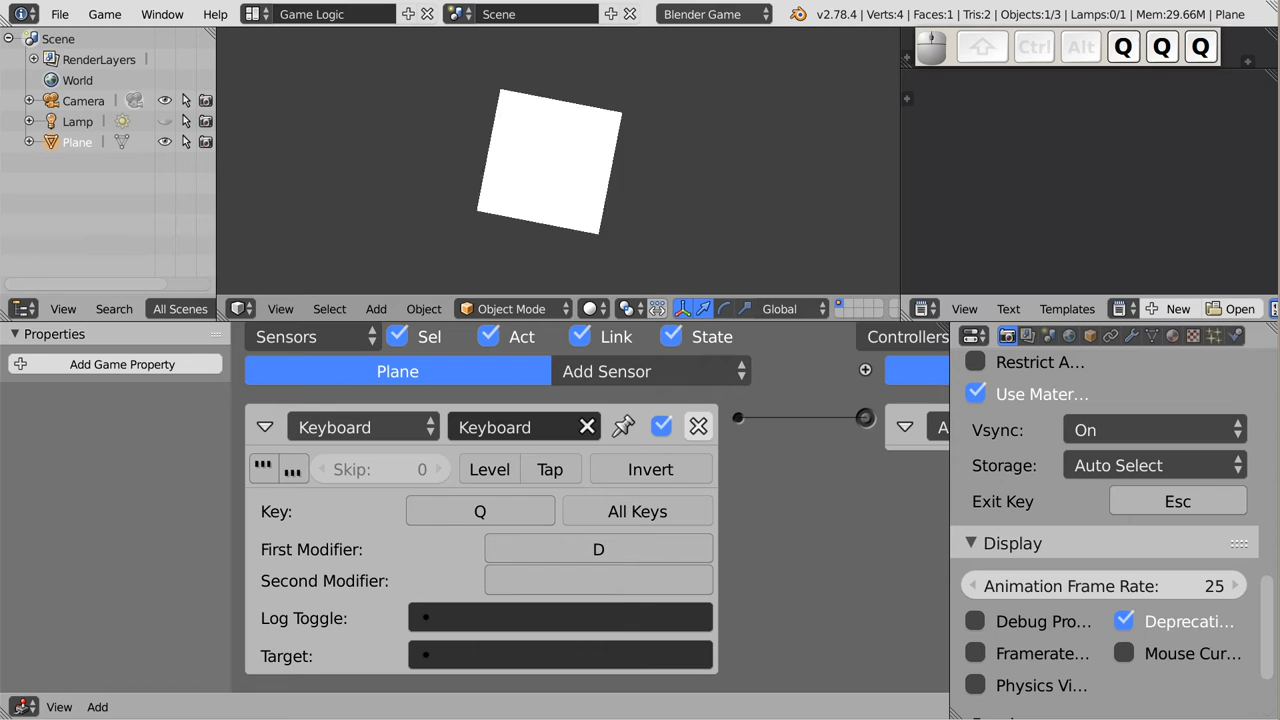 File Game Window Help Game Logic Scene Blender Game v2.78.4 | Verts:4 | Faces:1 | Tris:2 | Objects:1/3 | Lamps:0/1 | Mem:29.66M | Plane
Scene
RenderLayers
World
Camera
Lamp
Plane
Ctrl Alt Q Q Q
View Search All Scenes View Select Add Object Object Mode Global View Text Templates New Open
Properties
Add Game Property
Sensors Sel Act Link State Controllers
Plane Add Sensor
Keyboard Keyboard
Skip: 0 Level Tap Invert
Key: Q All Keys
First Modifier: D
Second Modifier:
Log Toggle:
Target:
Restrict A...
Use Mater...
Vsync: On
Storage: Auto Select
Exit Key Esc
Display
Animation Frame Rate: 25
Debug Pro... Deprecati...
Framerate... Mouse Cur...
Physics Vi...
View Add